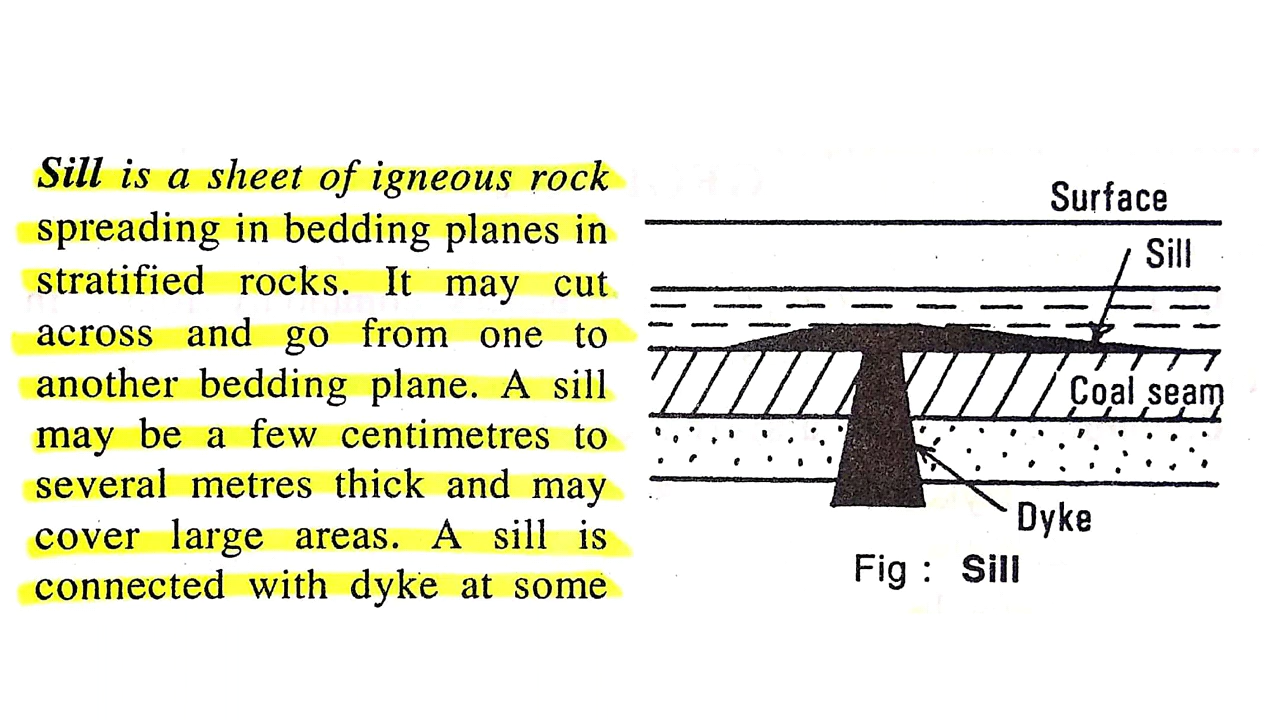 Sill is a sheet of igneous rock
spreading in bedding planes in
stratified rocks. It may cut
across and go from one to
another bedding plane. A sill
may be a few centimetres to
several metres thick and may
cover large areas. A sill is
connected with dyke at some
Surface
Sill
Coal seam
Dyke
Fig : Sill